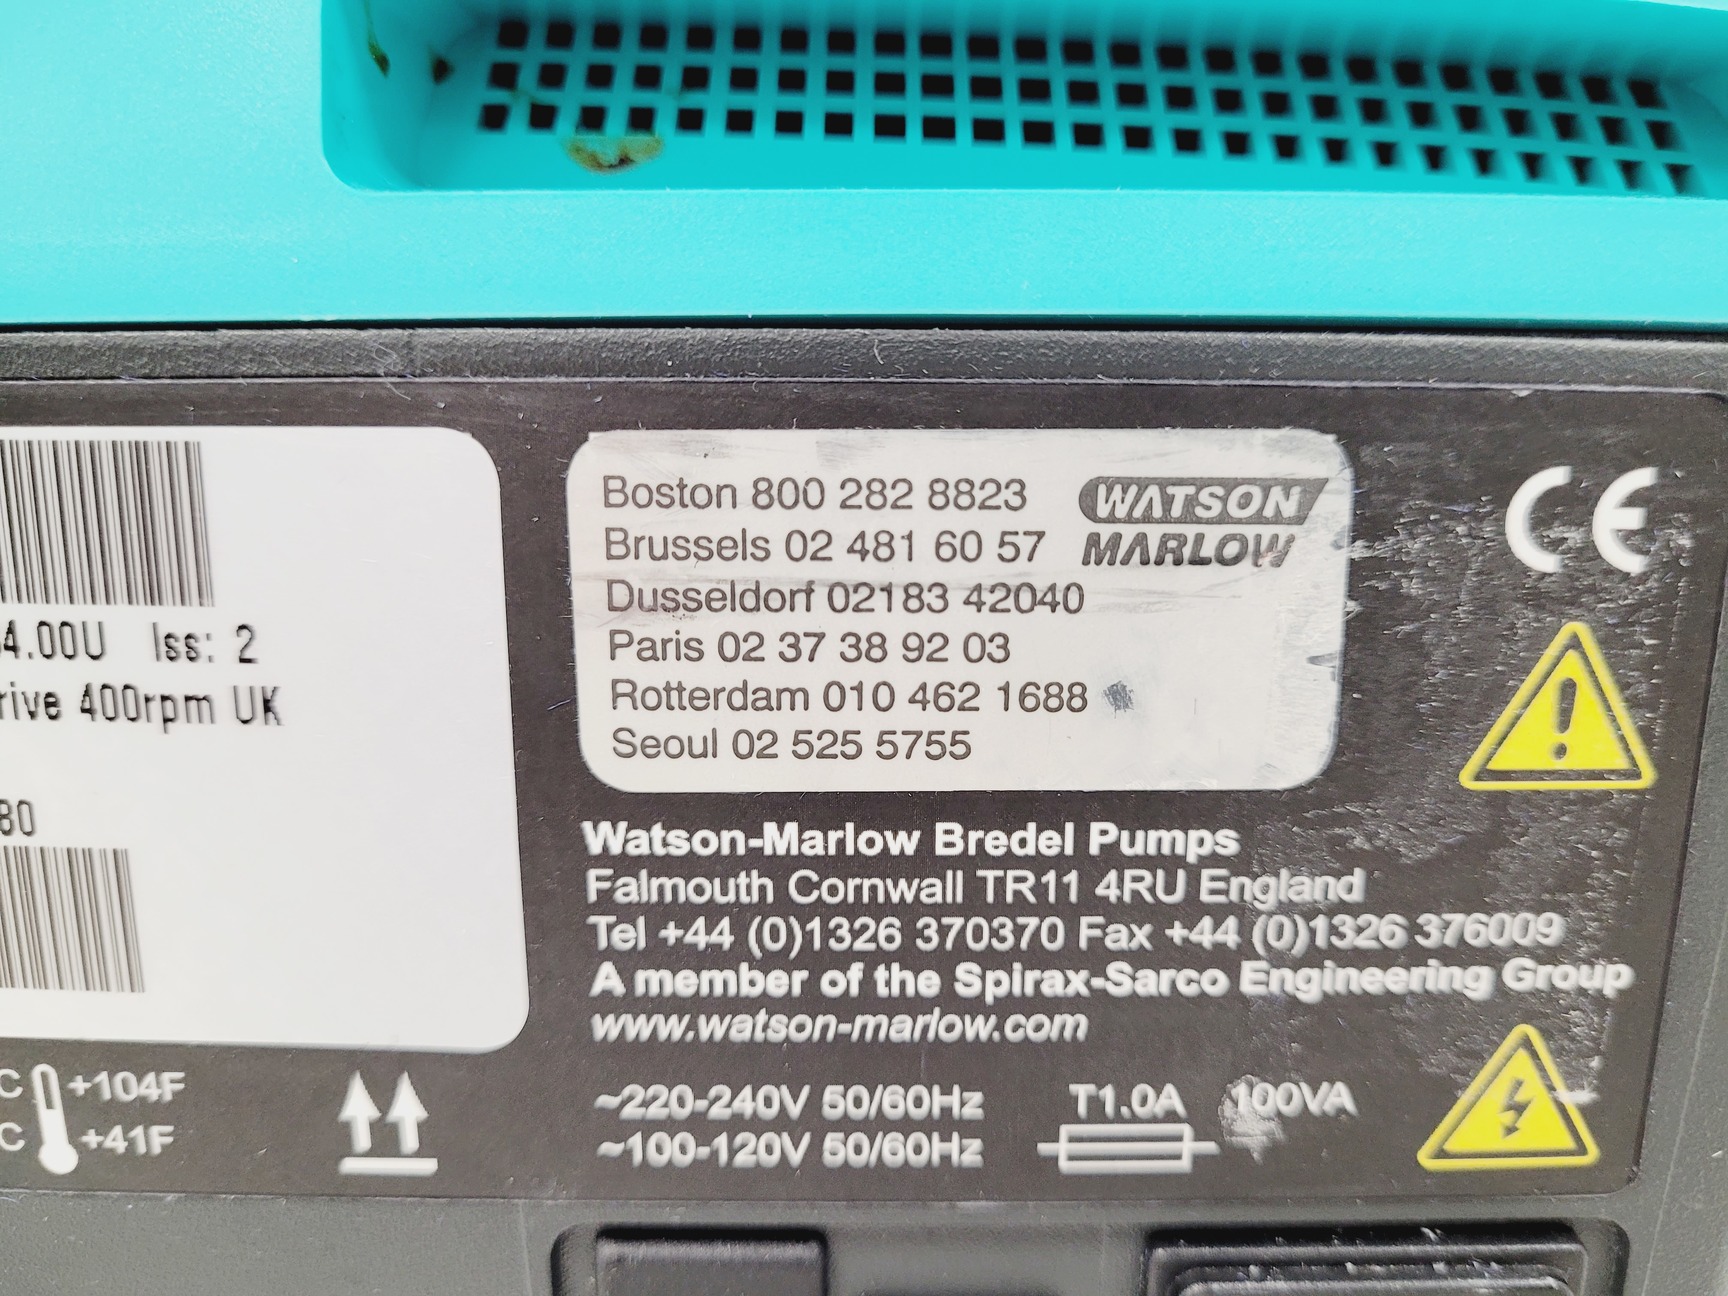 4.00U Iss: 2
rive 400rpm UK
80
C +104F
C +41F
Boston 800 282 8823
Brussels 02 481 60 57
Dusseldorf 02183 42040
Paris 02 37 38 92 03
Rotterdam 010 462 1688
Seoul 02 525 5755
WATSON
MARLOW
CE
Watson-Marlow Bredel Pumps
Falmouth Cornwall TR11 4RU England
Tel +44 (0)1326 370370 Fax +44 (0)1326 376009
A member of the Spirax-Sarco Engineering Group
www.watson-marlow.com
~220-240V 50/60Hz
~100-120V 50/60Hz
T1.0A 100VA